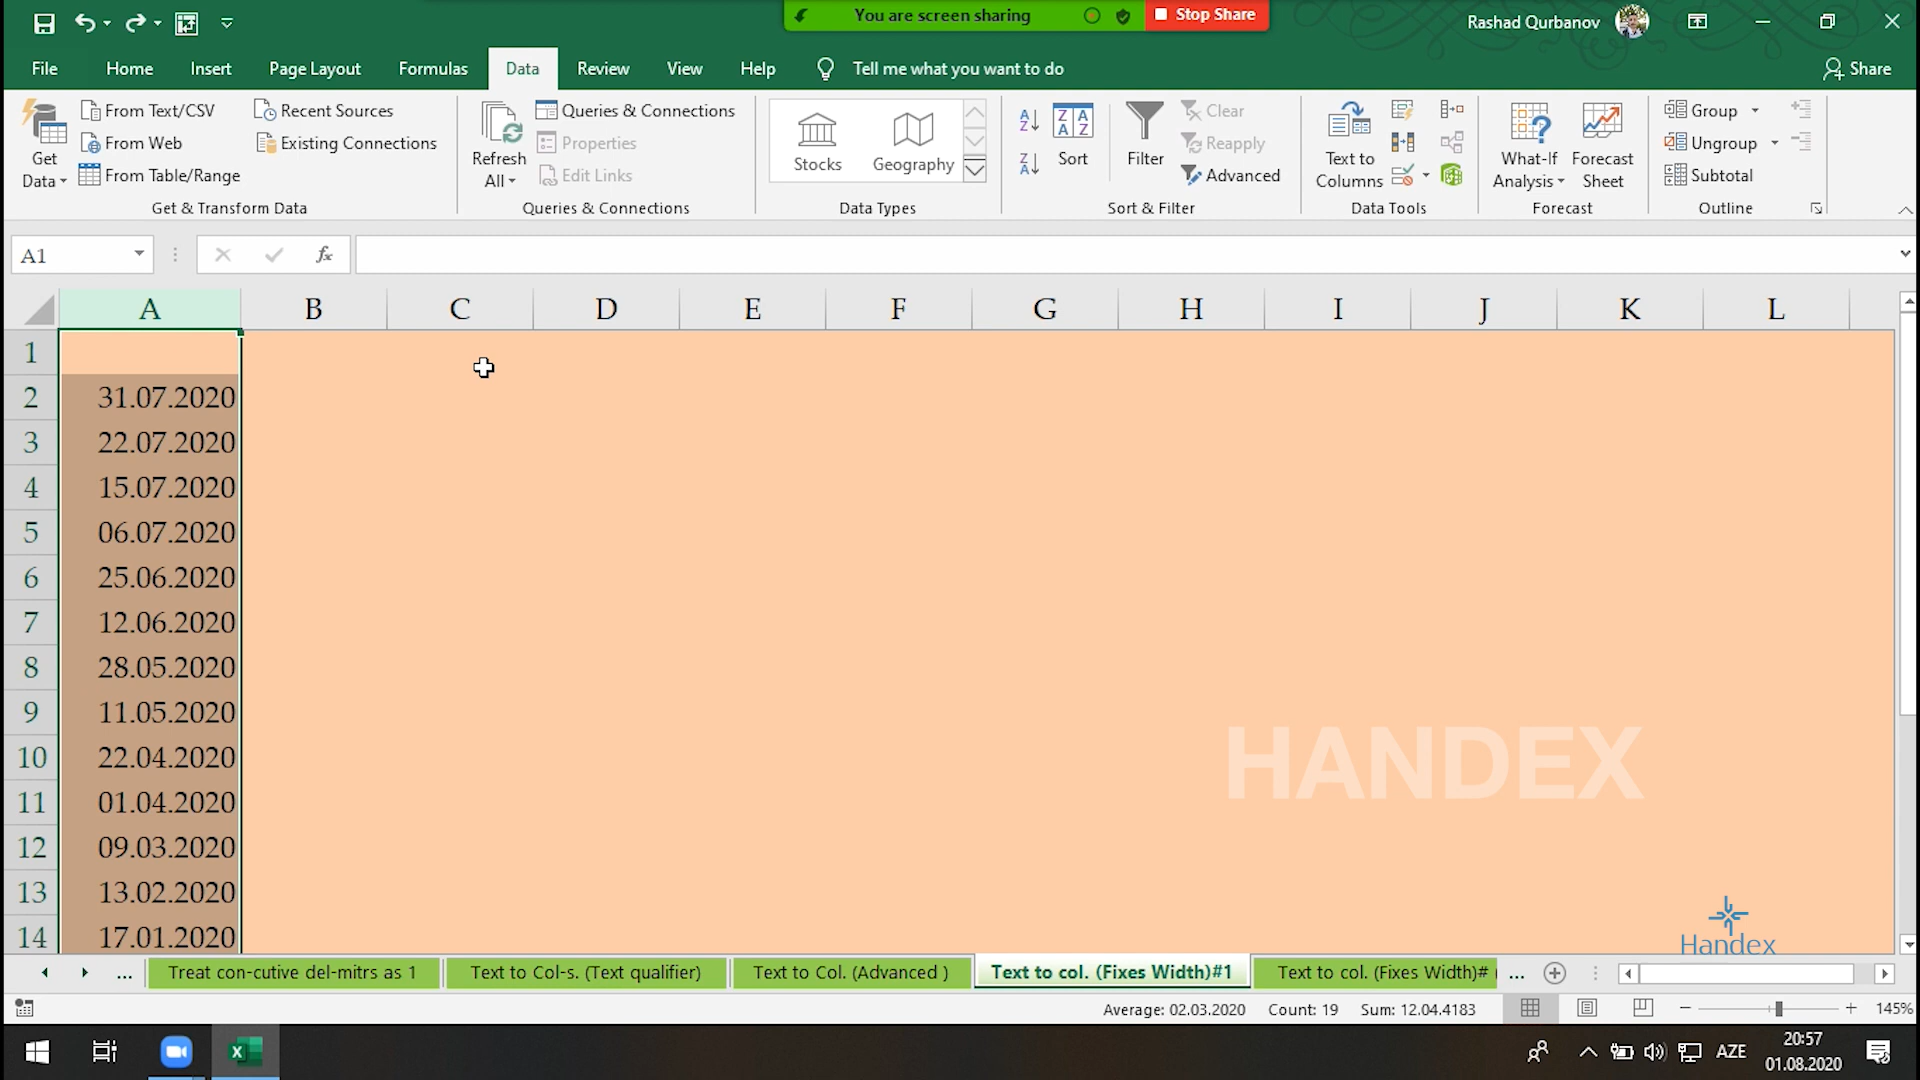 You are screen sharing
Stop Share
Rashad Qurbanov
File Home Insert Page Layout Formulas Data Review View Help Tell me what you want to do Share
Get Data
From Text/CSV
From Web
From Table/Range
Recent Sources
Existing Connections
Get & Transform Data
Refresh All
Queries & Connections
Properties
Edit Links
Queries & Connections
Stocks
Geography
Data Types
Sort
Filter
Clear
Reapply
Advanced
Sort & Filter
Text to Columns
Data Tools
What-If Analysis
Forecast Sheet
Forecast
Group
Ungroup
Subtotal
Outline
A1
fx
A B C D E F G H I J K L
1
2 31.07.2020
3 22.07.2020
4 15.07.2020
5 06.07.2020
6 25.06.2020
7 12.06.2020
8 28.05.2020
9 11.05.2020
10 22.04.2020
11 01.04.2020
12 09.03.2020
13 13.02.2020
14 17.01.2020
HANDEX
Handex
... Treat con-cutive del-mitrs as 1 Text to Col-s. (Text qualifier) Text to Col. (Advanced ) Text to col. (Fixes Width)#1 Text to col. (Fixes Width)# ( ...
Average: 02.03.2020 Count: 19 Sum: 12.04.4183 145%
AZE
20:57
01.08.2020